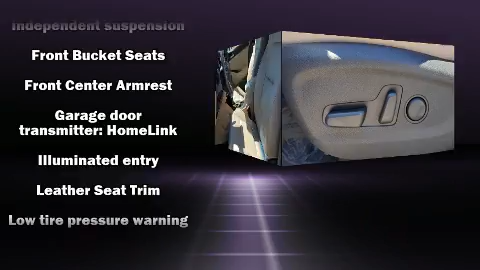 Independent suspension
Front Bucket Seats
Front Center Armrest
Garage door
transmitter: HomeLink
Illuminated entry
Leather Seat Trim
Low tire pressure warning